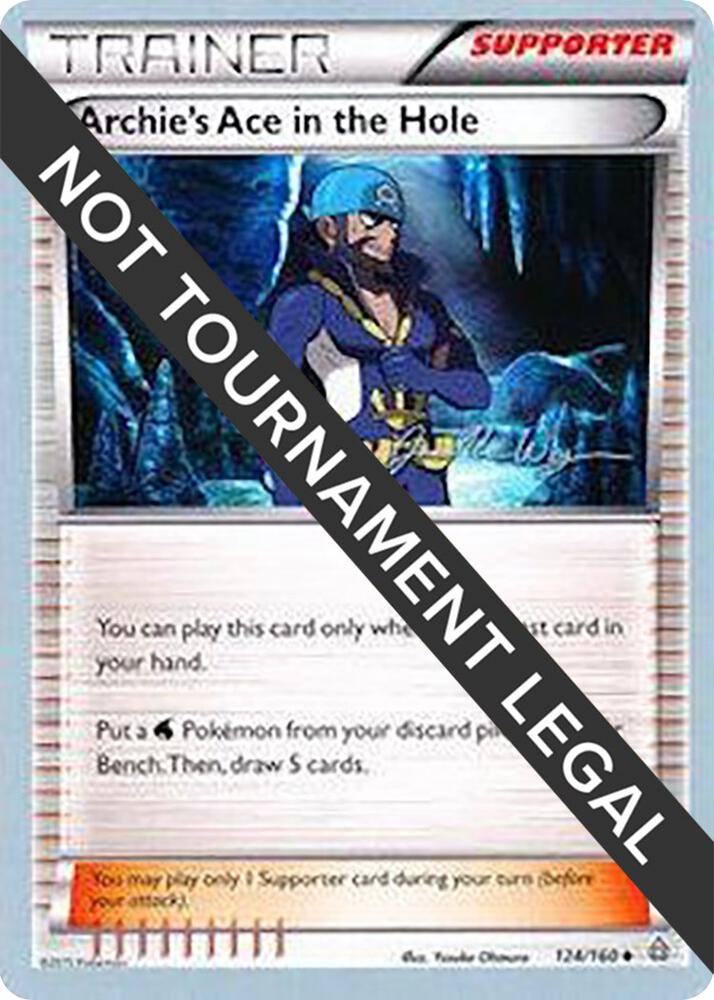 TRAINER
SUPPORTER
Archie's Ace in the Hole
NOT TOURNAMENT LEGAL
You can play this card only whe st card in
your hand.
Put a Pokémon from your discard pi r
Bench. Then, draw 5 cards.
You may play only 1 Supporter card during your turn (before
your attack).
Illus. Yusuke Ohmura
124/160